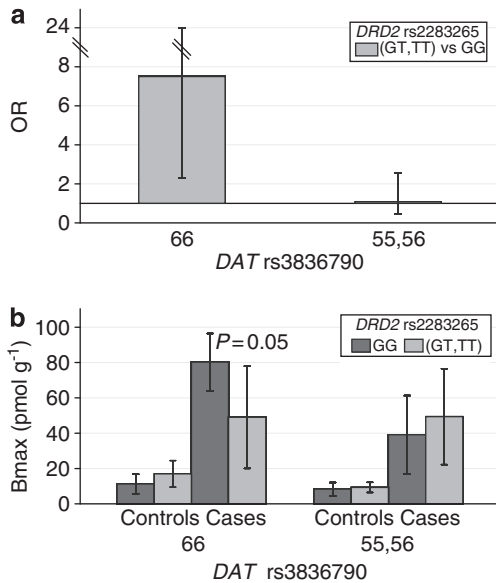 a
24
8
6
4
2
0
OR
DRD2 rs2283265
(GT,TT) vs GG
66
55,56
DAT rs3836790
b
100
80
60
40
20
0
Bmax (pmol g⁻¹)
P = 0.05
DRD2 rs2283265
GG (GT,TT)
Controls Cases Controls Cases
66 55,56
DAT rs3836790